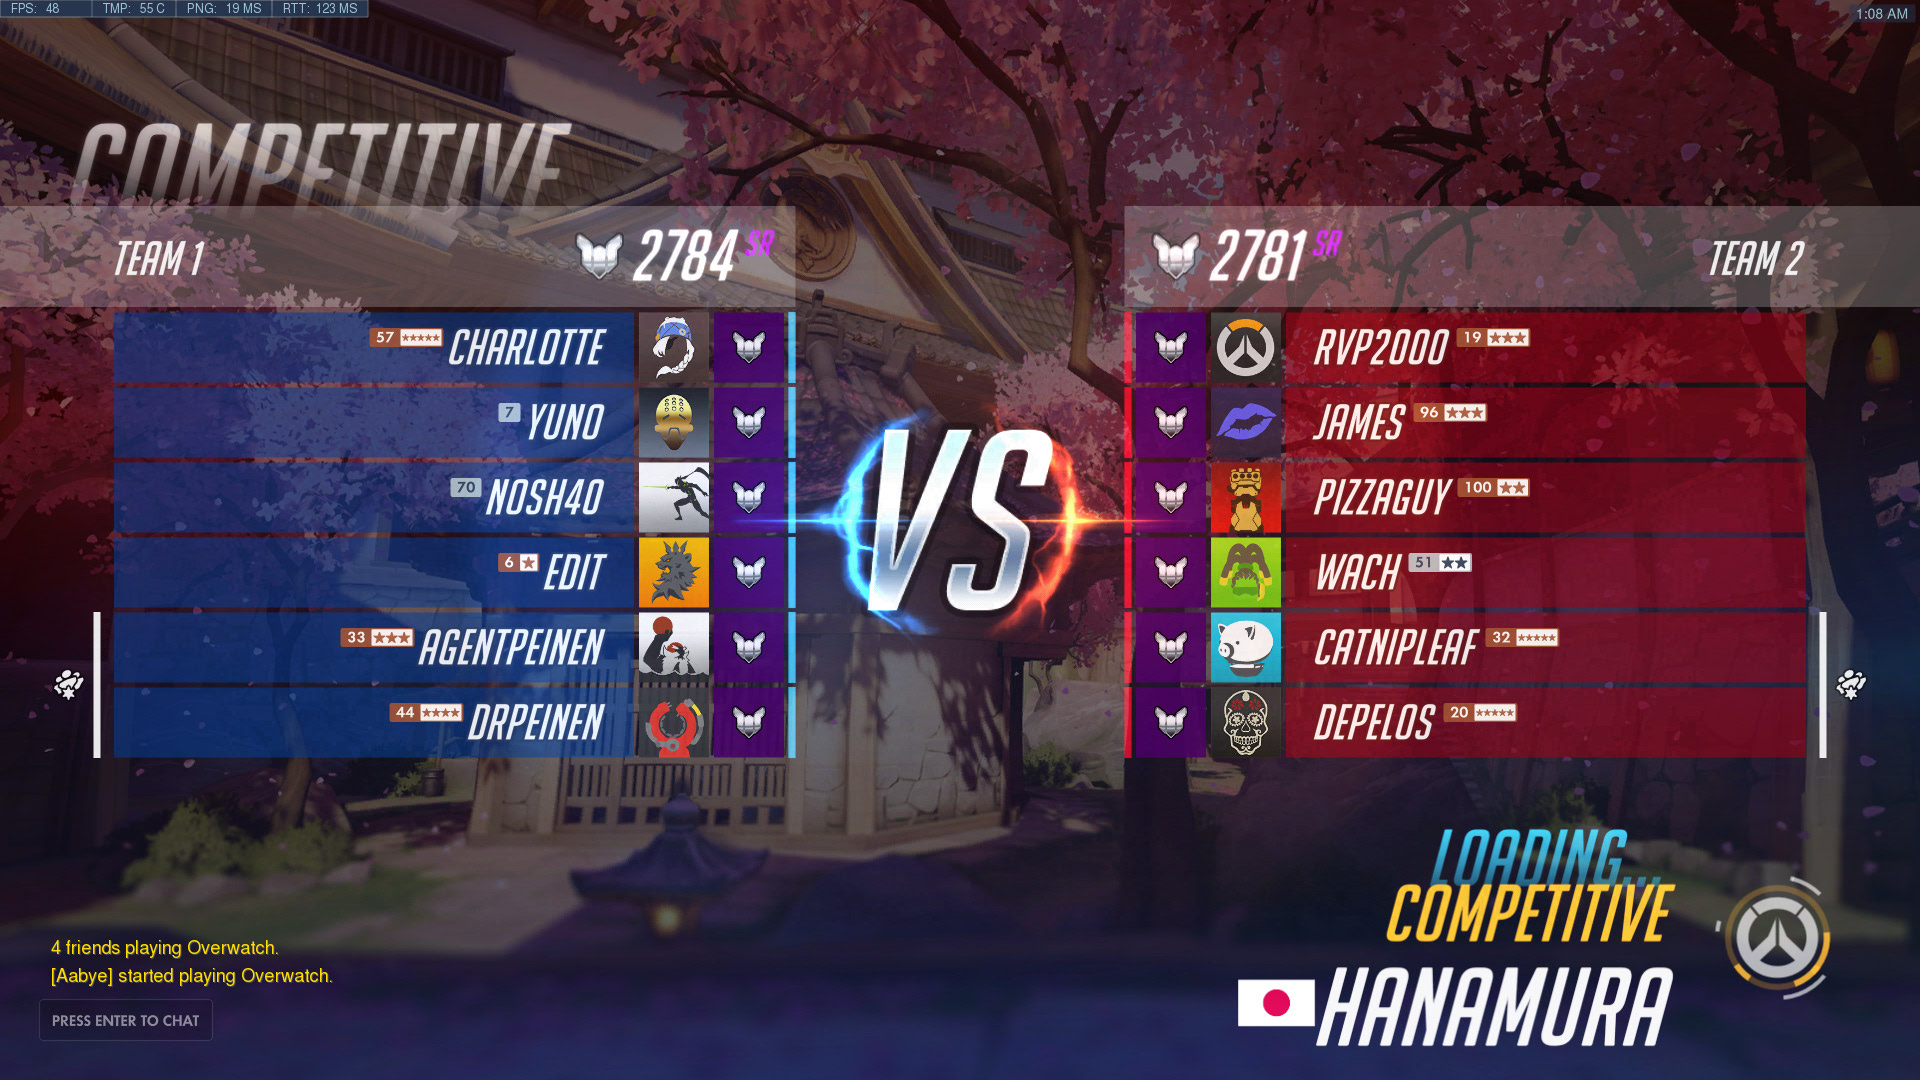 FPS: 48 TMP: 55 C PNG: 19 MS RTT: 123 MS
1:08 AM
COMPETITIVE
TEAM 1 2784 SR
2781 SR TEAM 2
57 CHARLOTTE
7 YUNO
70 NOSH40
6 EDIT
33 AGENTPEINEN
44 DRPEINEN
VS
RVP2000 19
JAMES 96
PIZZAGUY 100
WACH 51
CATNIPLEAF 32
DEPELOS 20
LOADING...
COMPETITIVE
HANAMURA
4 friends playing Overwatch.
[Aabye] started playing Overwatch.
PRESS ENTER TO CHAT